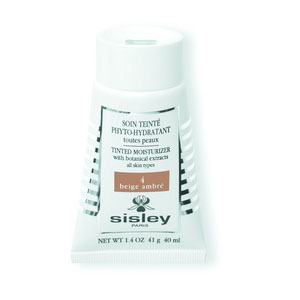 SOIN TEINTÉ
PHYTO-HYDRATANT
toutes peaux
TINTED MOISTURIZER
with botanical extracts
all skin types
4
beige ambré
sisley
PARIS
NET WT 1.4 OZ 41 g 40 ml